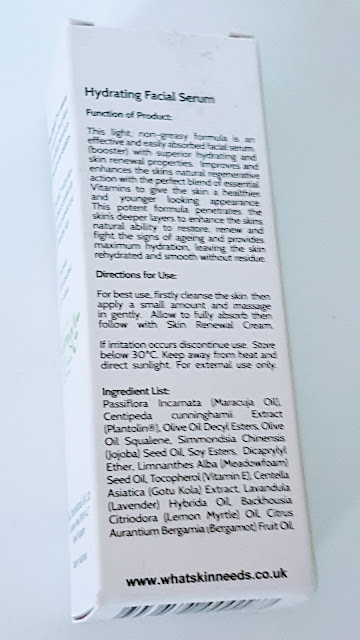 Hydrating Facial Serum
Function of Product:
This light, non-greasy formula is an
effective and easily absorbed facial serum,
(booster) with superior hydrating and
skin renewal properties. Improves and
enhances the skins natural regenerative
action with the perfect blend of essential
Vitamins to give the skin a healthier
and younger looking appearance.
This potent formula penetrates the
skins deeper layers to enhance the skins
natural ability to restore, renew and
fight the signs of ageing and provides
maximum hydration, leaving the skin
rehydrated and smooth without residue.
Directions for Use:
For best use, firstly cleanse the skin then
apply a small amount and massage
in gently. Allow to fully absorb then
follow with Skin Renewal Cream.
If irritation occurs discontinue use. Store
below 30°C. Keep away from heat and
direct sunlight. For external use only.
Ingredient List:
Passiflora Incarnata (Maracuja Oil),
Centipeda cunninghamii Extract
(Plantolin®), Olive Oil Decyl Esters, Olive
Oil Squalene, Simmondsia Chinensis
(Jojoba) Seed Oil, Soy Esters, Dicaprylyl
Ether, Limnanthes Alba (Meadowfoam)
Seed Oil, Tocopherol (Vitamin E), Centella
Asiatica (Gotu Kola) Extract, Lavandula
(Lavender) Hybrida Oil, Backhousia
Citriodora (Lemon Myrtle) Oil, Citrus
Aurantium Bergamia (Bergamot) Fruit Oil.
www.whatskinneeds.co.uk